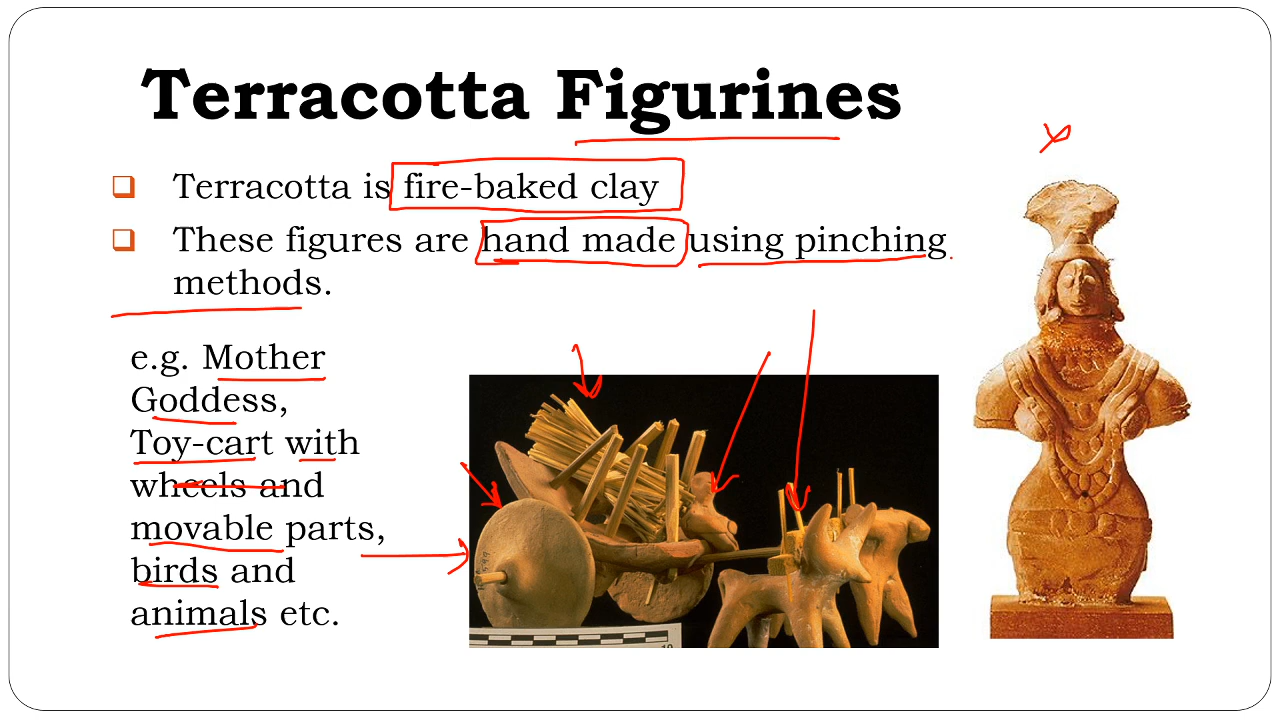 Terracotta Figurines
Terracotta is fire-baked clay
These figures are hand made using pinching
methods.
e.g. Mother
Goddess,
Toy-cart with
wheels and
movable parts,
birds and
animals etc.